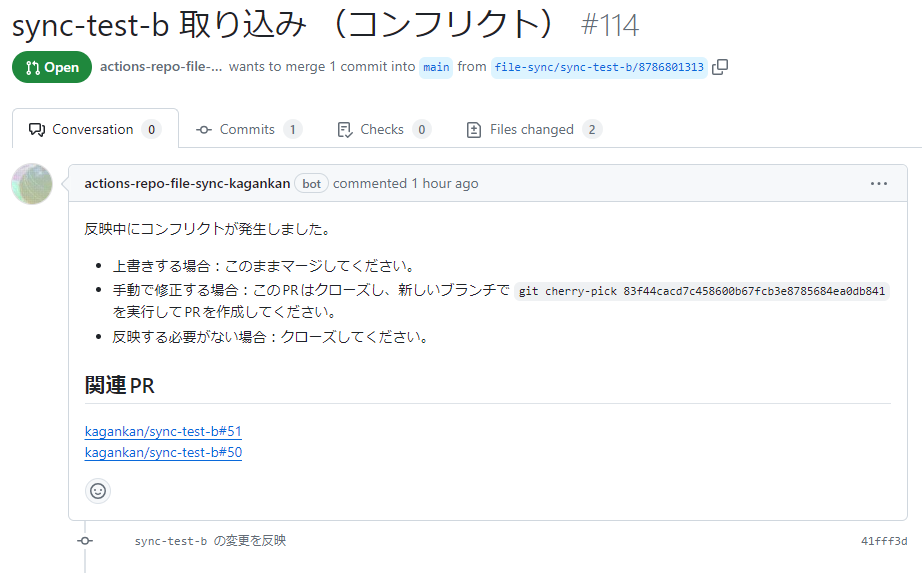 sync-test-b 取り込み （コンフリクト） #114
Open actions-repo-file-... wants to merge 1 commit into main from file-sync/sync-test-b/8786801313
Conversation 0 Commits 1 Checks 0 Files changed 2
actions-repo-file-sync-kagankan bot commented 1 hour ago ...
反映中にコンフリクトが発生しました。
• 上書きする場合：このままマージしてください。
• 手動で修正する場合：このPRはクローズし、新しいブランチで git cherry-pick 83f44cacd7c458600b67fcb3e8785684ea0db841
を実行してPRを作成してください。
• 反映する必要がない場合：クローズしてください。
関連PR
kagankan/sync-test-b#51
kagankan/sync-test-b#50
sync-test-b の変更を反映 41fff3d